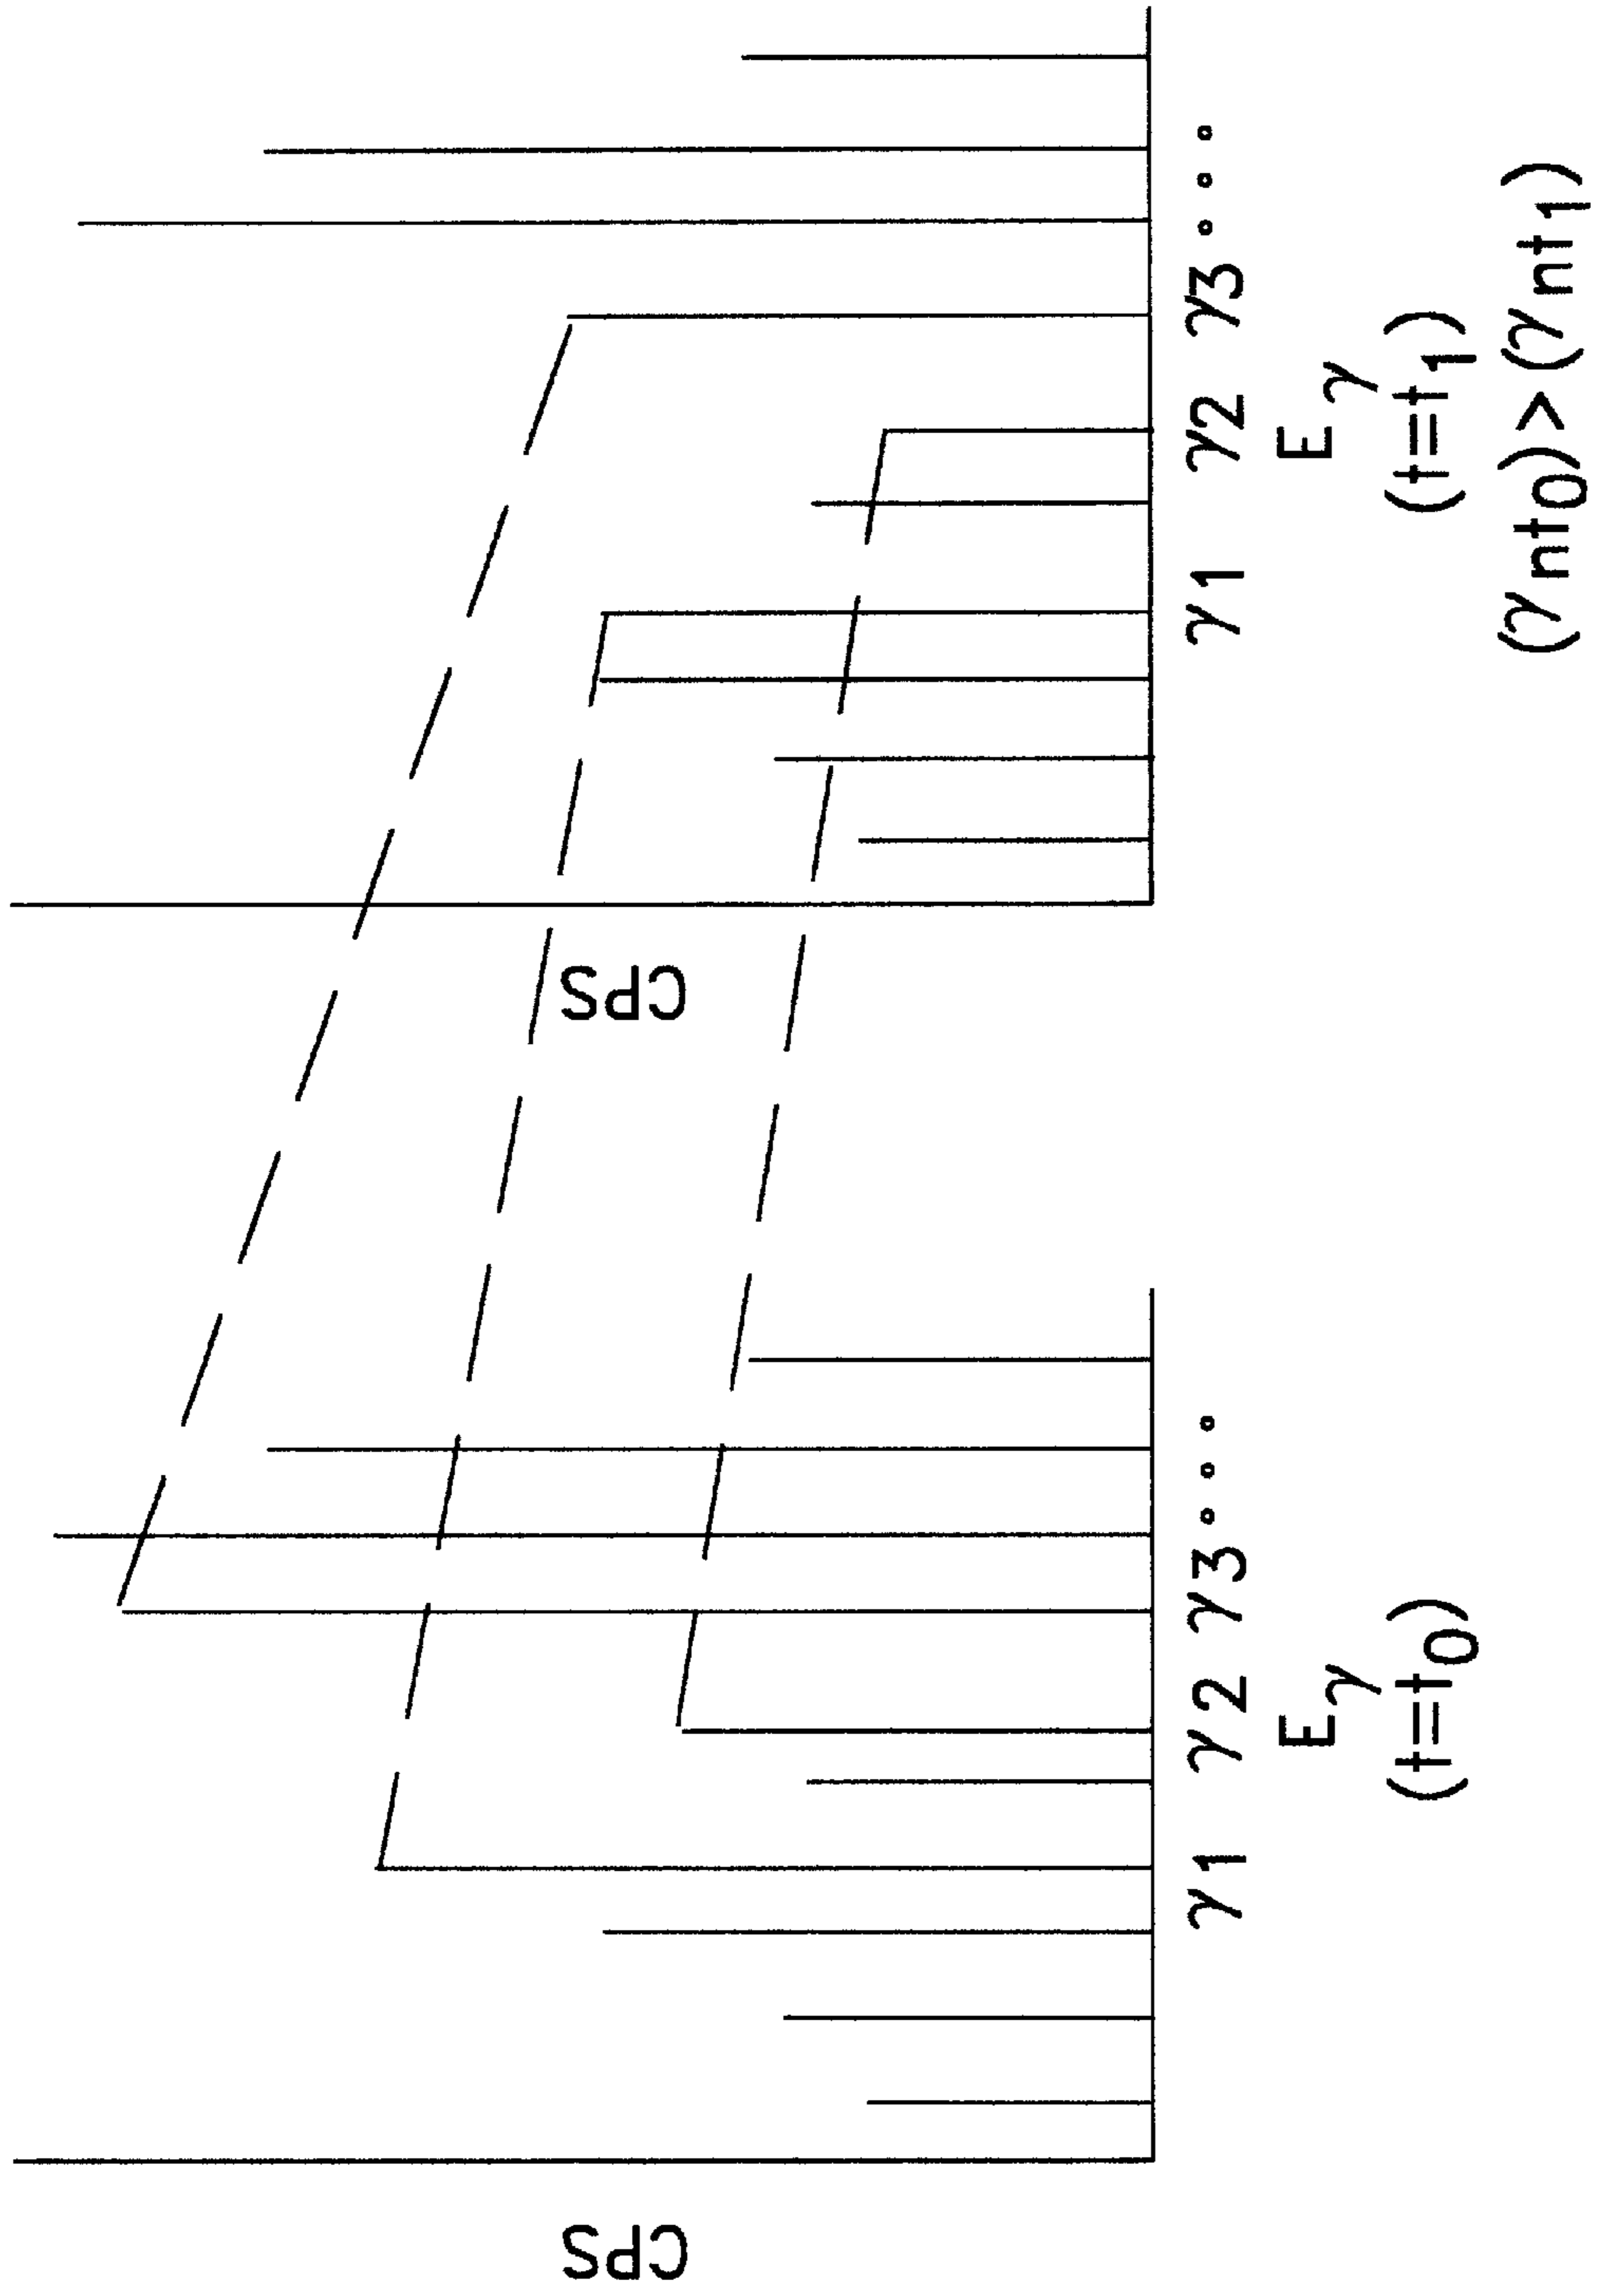 CPS
γ1 γ2 γ3 ∘ ∘ ∘
Eγ
(t=t₀)
CPS
γ1 γ2 γ3 ∘ ∘ ∘
Eγ
(t=t₁)
(γnt₀)>(γnt₁)